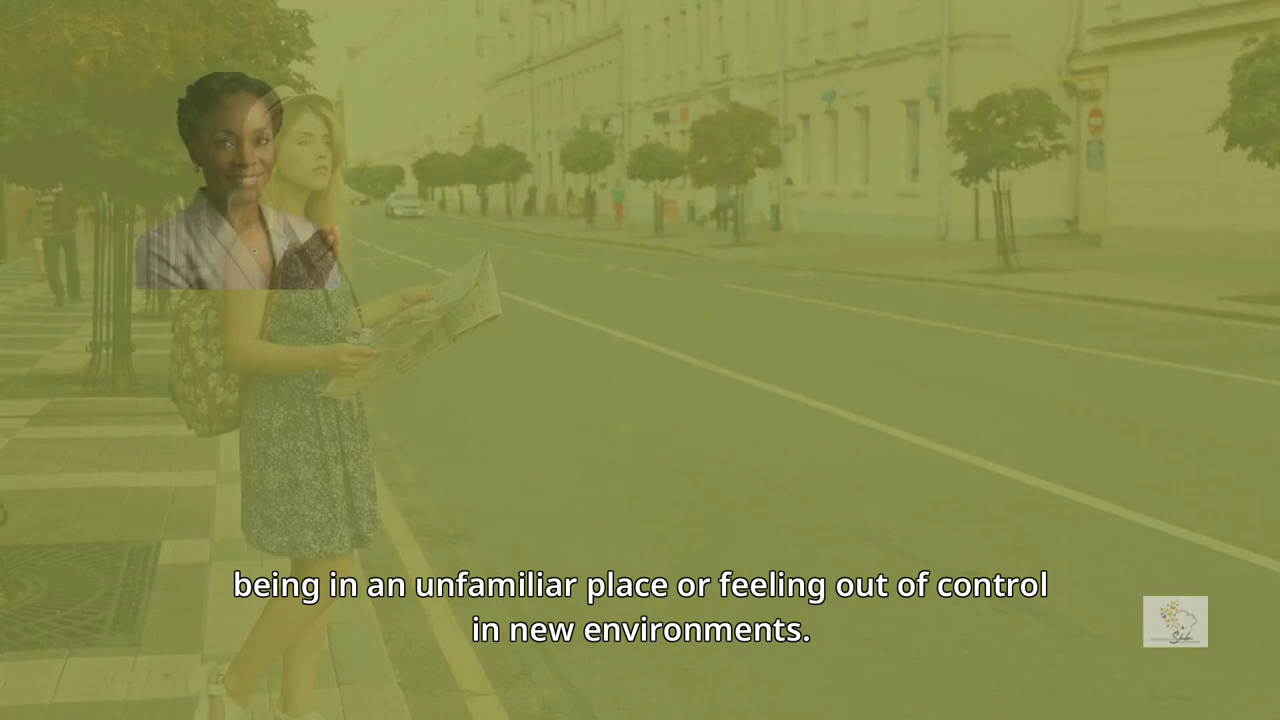 being in an unfamiliar place or feeling out of control
in new environments.